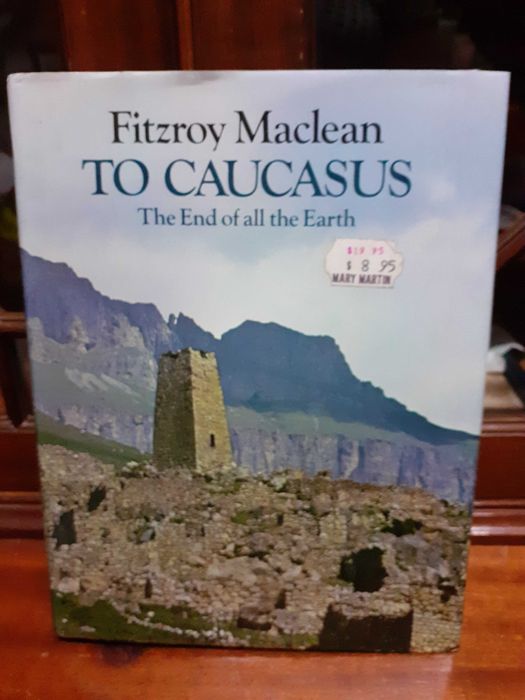 Fitzroy Maclean
TO CAUCASUS
The End of all the Earth
$19.95
$ 8 95
MARY MARTIN